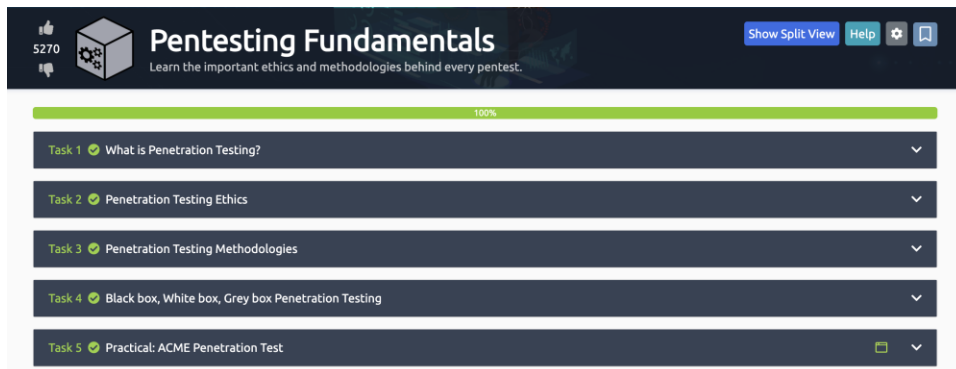 5270
Pentesting Fundamentals
Learn the important ethics and methodologies behind every pentest.
Show Split View
Help
100%
Task 1 What is Penetration Testing?
Task 2 Penetration Testing Ethics
Task 3 Penetration Testing Methodologies
Task 4 Black box, White box, Grey box Penetration Testing
Task 5 Practical: ACME Penetration Test